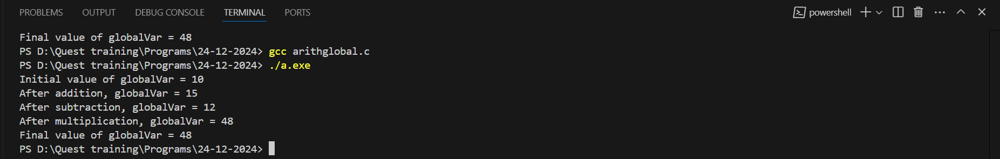 PROBLEMS OUTPUT DEBUG CONSOLE TERMINAL PORTS powershell
Final value of globalVar = 48
PS D:\Quest training\Programs\24-12-2024> gcc arithglobal.c
PS D:\Quest training\Programs\24-12-2024> ./a.exe
Initial value of globalVar = 10
After addition, globalVar = 15
After subtraction, globalVar = 12
After multiplication, globalVar = 48
Final value of globalVar = 48
PS D:\Quest training\Programs\24-12-2024>